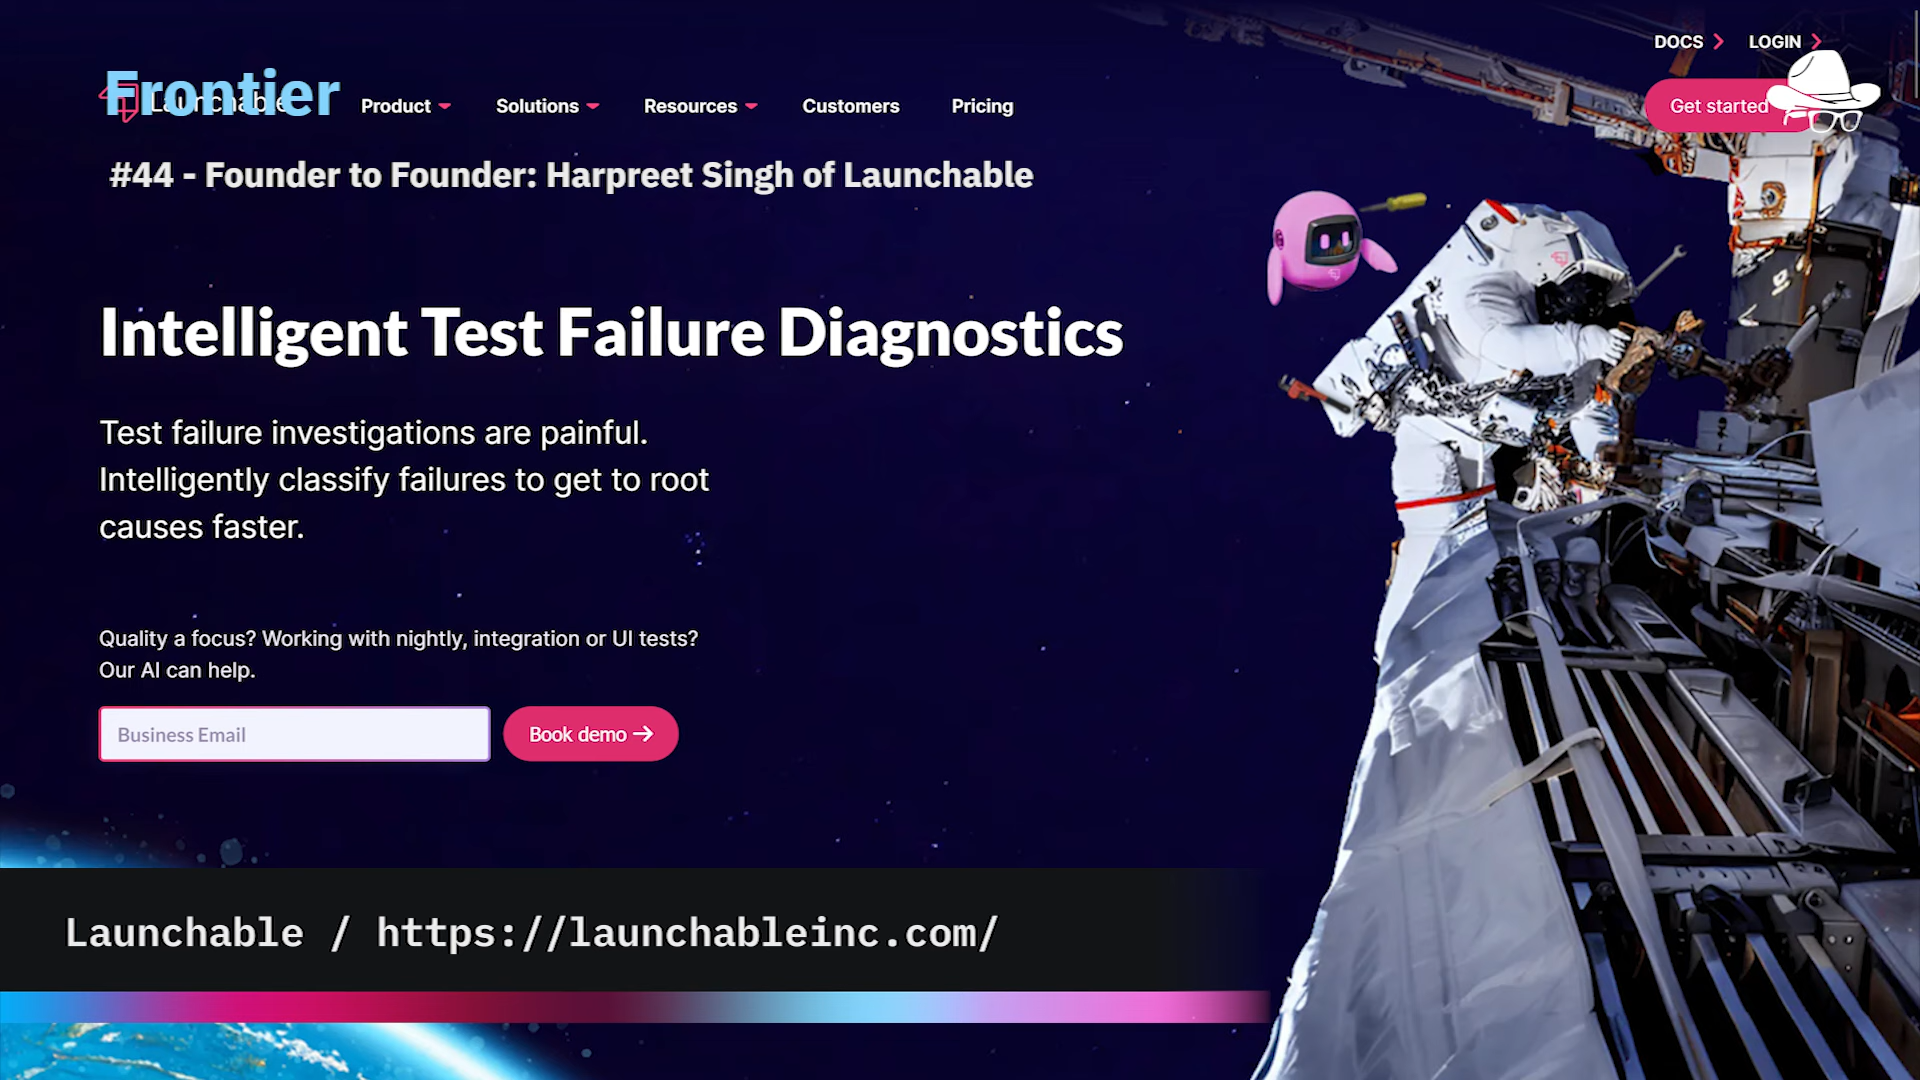 DOCS
LOGIN
Frontier
Launchable
Product
Solutions
Resources
Customers
Pricing
Get started
#44 - Founder to Founder: Harpreet Singh of Launchable
Intelligent Test Failure Diagnostics
Test failure investigations are painful.
Intelligently classify failures to get to root
causes faster.
Quality a focus? Working with nightly, integration or UI tests?
Our AI can help.
Business Email
Book demo
Launchable / https://launchableinc.com/